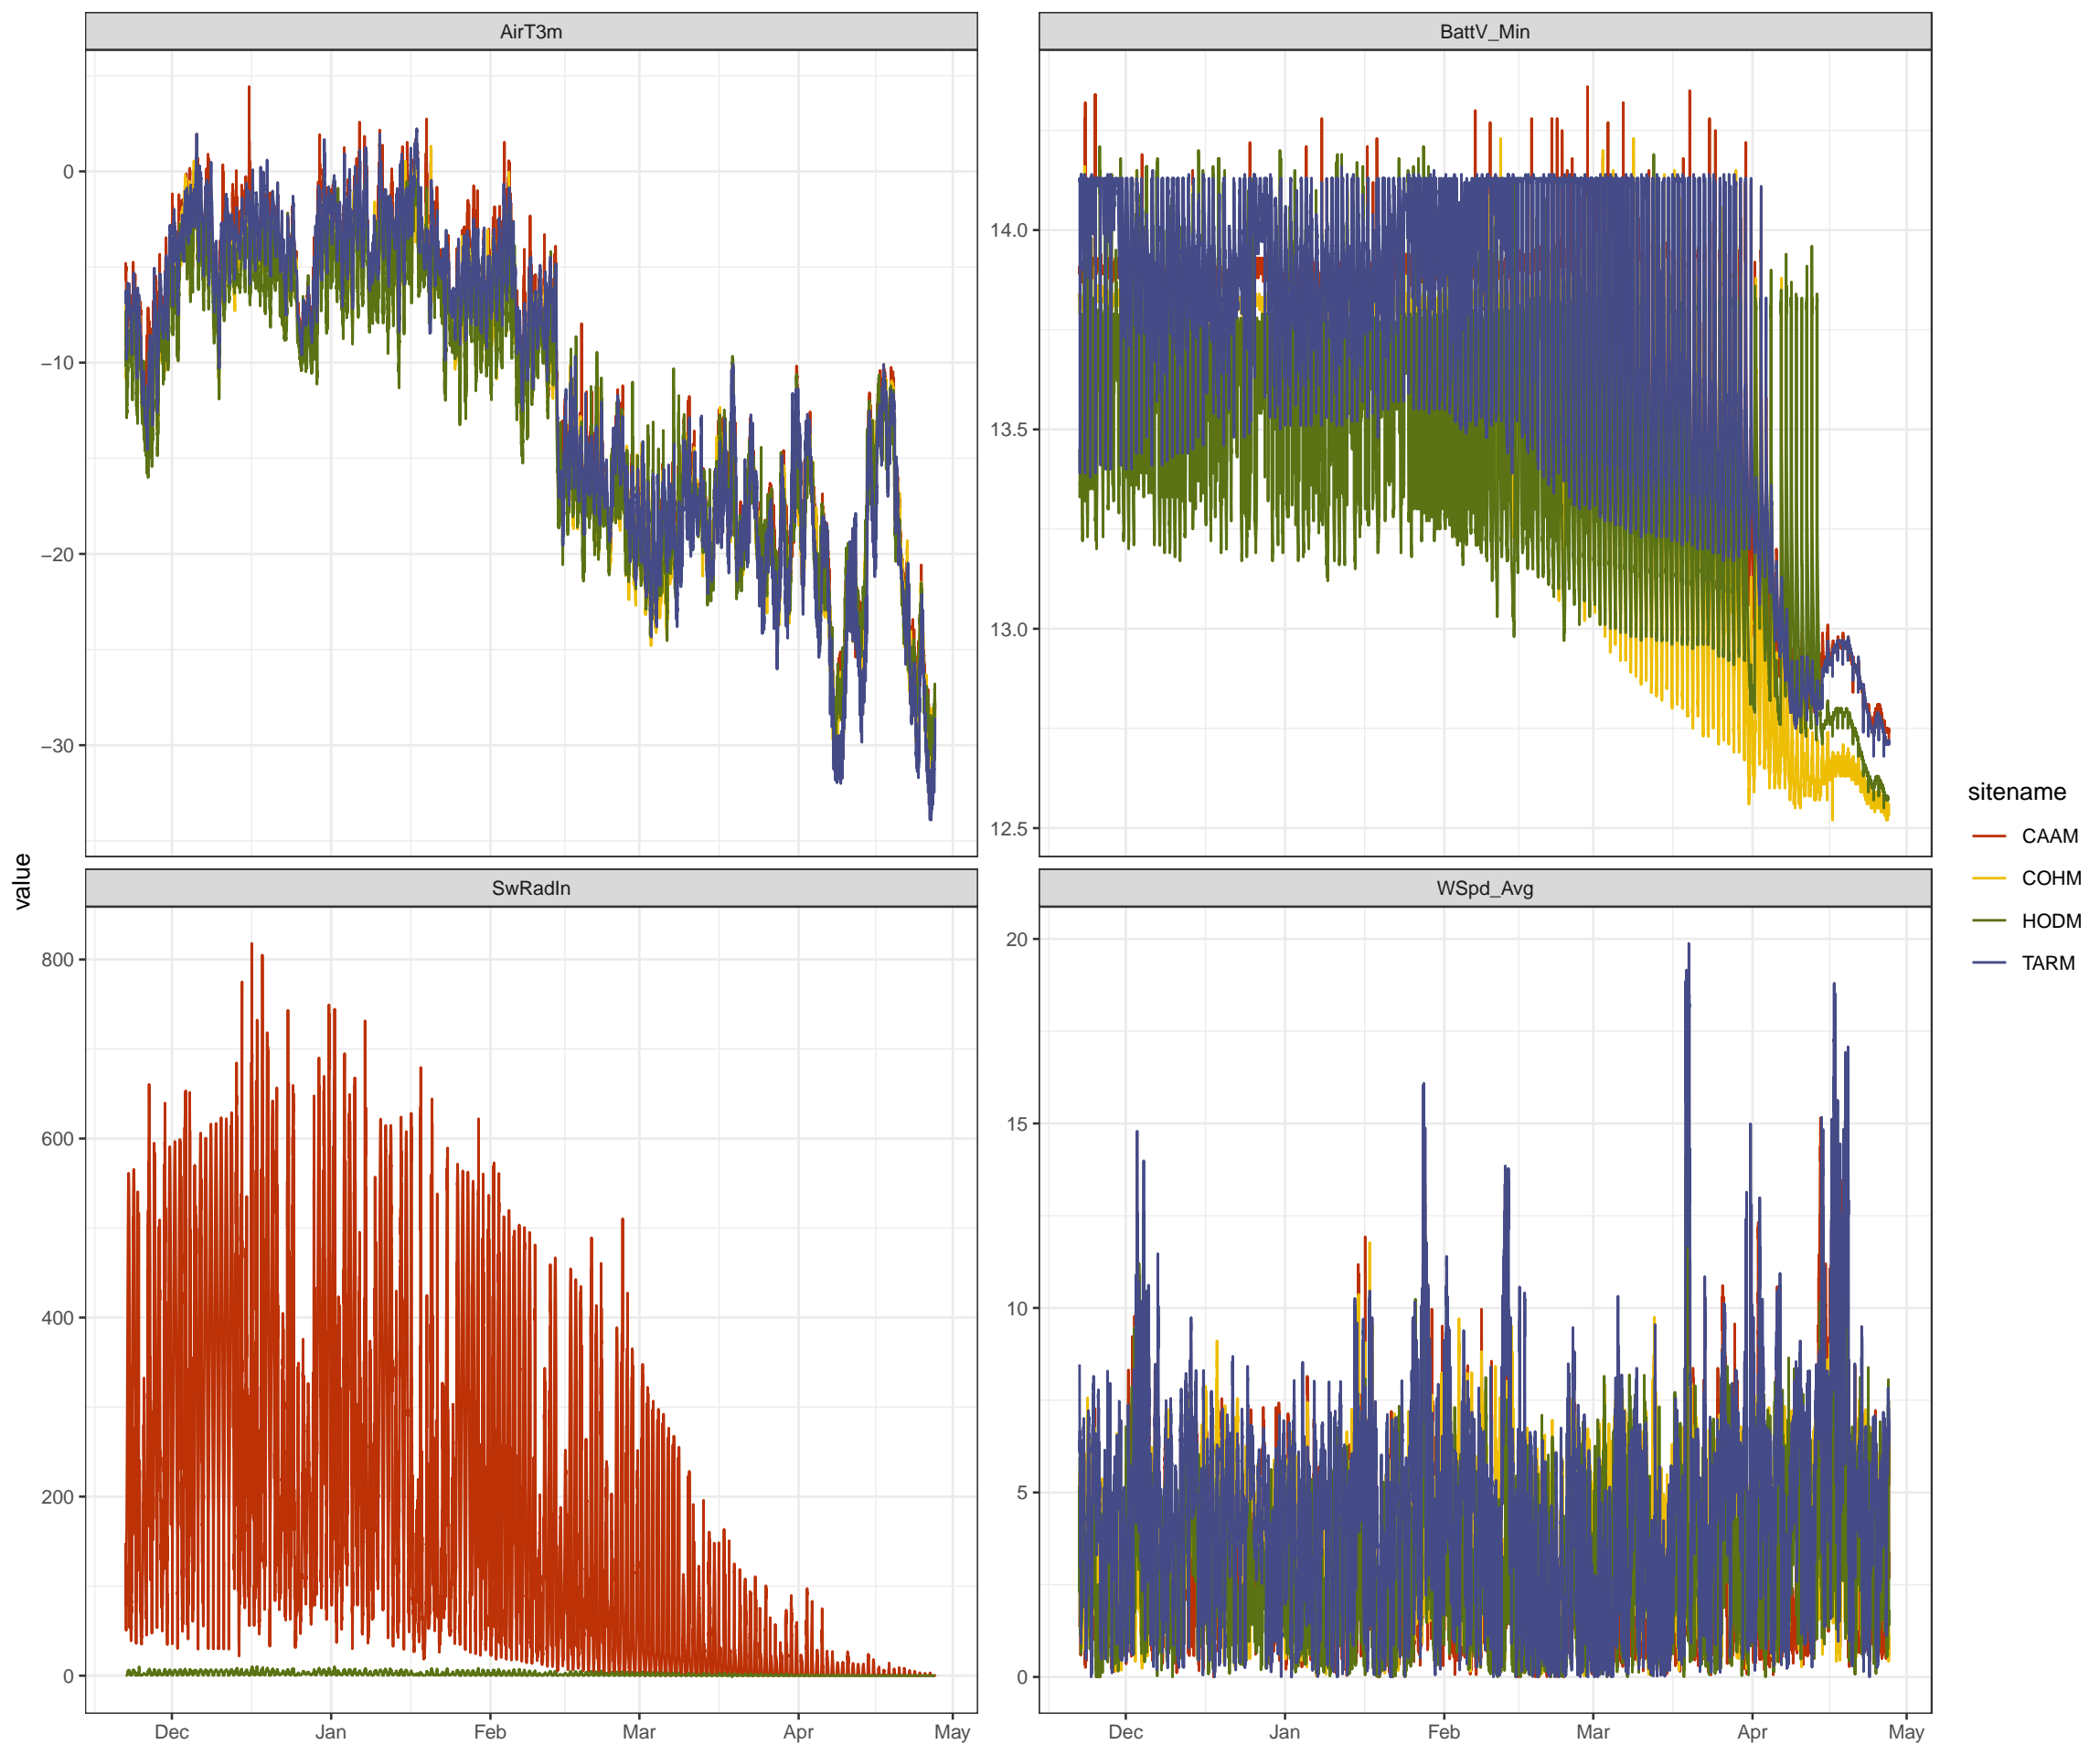 AirT3m
BattV_Min
0
−10
−20
−30
14.0
13.5
13.0
12.5
value
SwRadIn
WSpd_Avg
800
600
400
200
0
20
15
10
5
0
Dec Jan Feb Mar Apr May
Dec Jan Feb Mar Apr May
sitename
CAAM
COHM
HODM
TARM